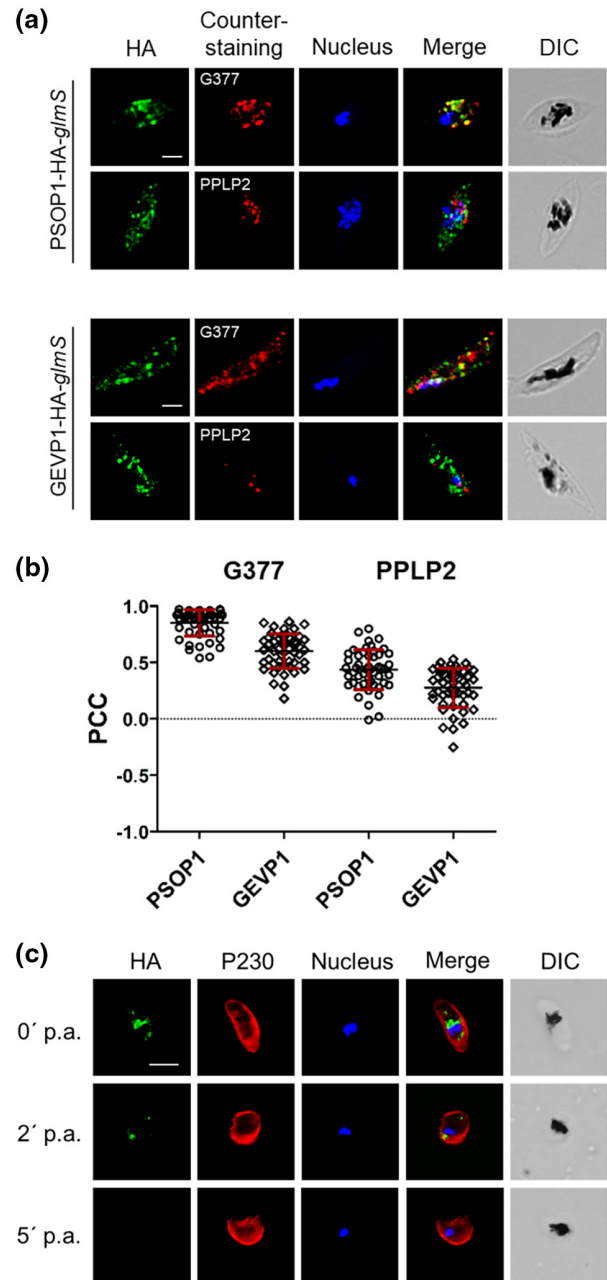 (a)
Counter-
HA staining Nucleus Merge DIC
PSOP1-HA-glmS
G377
PPLP2
GEVP1-HA-glmS
G377
PPLP2
(b)
G377 PPLP2
PCC
1.0
0.5
0.0
-0.5
-1.0
PSOP1 GEVP1 PSOP1 GEVP1
(c)
HA P230 Nucleus Merge DIC
0´ p.a.
2´ p.a.
5´ p.a.